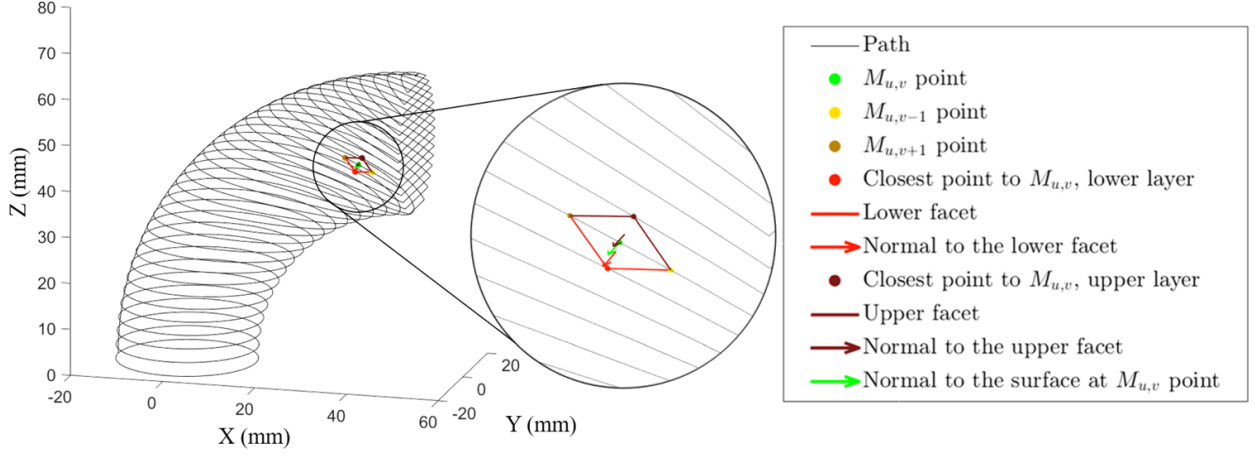 80
70
60
50
40
30
20
10
0
Z (mm)
-20
0
20
40
60
X (mm)
20
0
-20
Y (mm)
Path
M_{u,v} point
M_{u,v−1} point
M_{u,v+1} point
Closest point to M_{u,v}, lower layer
Lower facet
Normal to the lower facet
Closest point to M_{u,v}, upper layer
Upper facet
Normal to the upper facet
Normal to the surface at M_{u,v} point